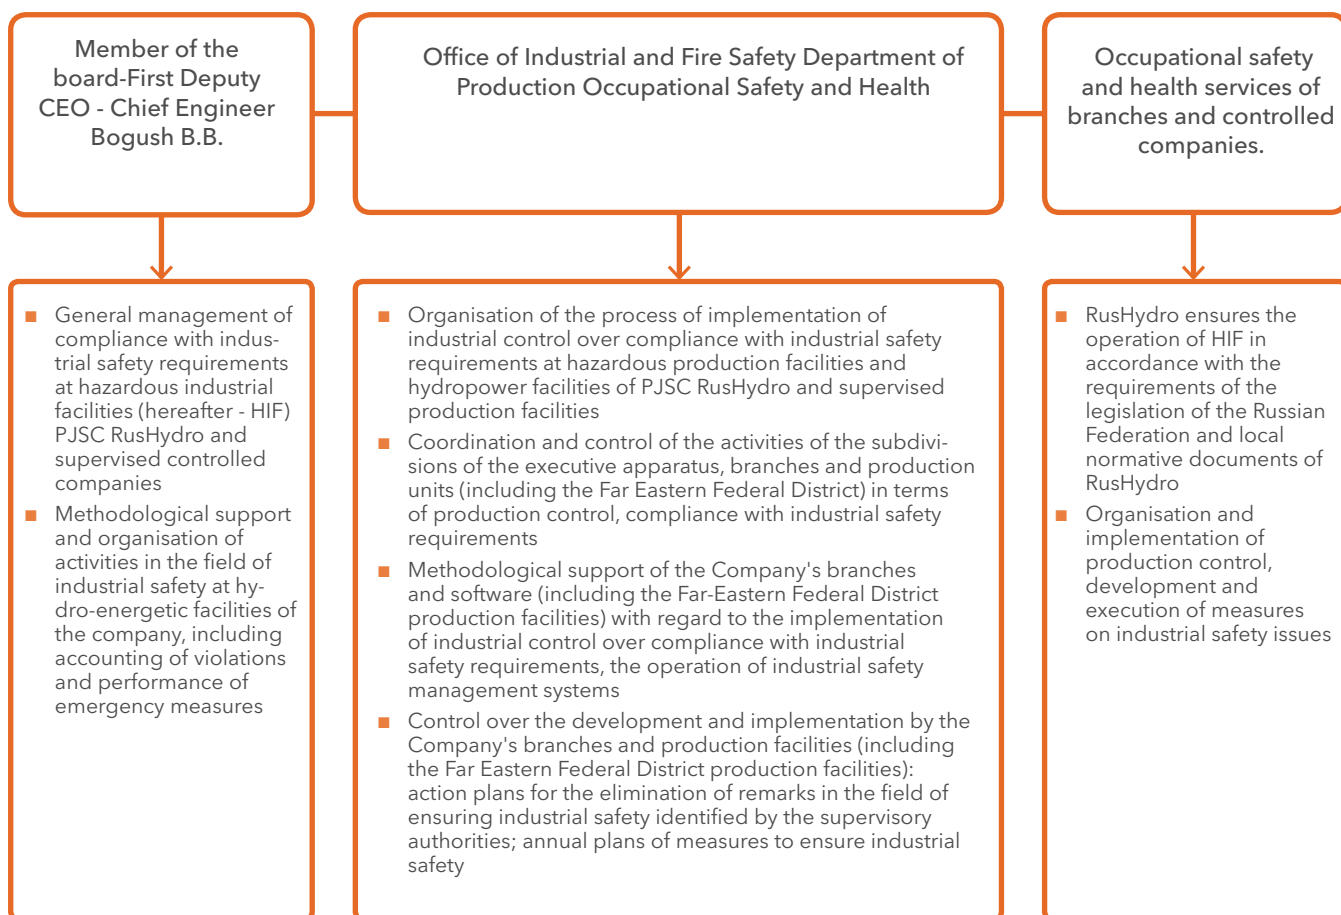 Member of the
board-First Deputy
CEO - Chief Engineer
Bogush B.B.
Office of Industrial and Fire Safety Department of
Production Occupational Safety and Health
Occupational safety
and health services of
branches and controlled
companies.
■ General management of
compliance with indus-
trial safety requirements
at hazardous industrial
facilities (hereafter - HIF)
PJSC RusHydro and
supervised controlled
companies
■ Methodological support
and organisation of
activities in the field of
industrial safety at hy-
dro-energetic facilities of
the company, including
accounting of violations
and performance of
emergency measures
■ Organisation of the process of implementation of
industrial control over compliance with industrial safety
requirements at hazardous production facilities and
hydropower facilities of PJSC RusHydro and supervised
production facilities
■ Coordination and control of the activities of the subdivi-
sions of the executive apparatus, branches and production
units (including the Far Eastern Federal District) in terms
of production control, compliance with industrial safety
requirements
■ Methodological support of the Company's branches
and software (including the Far-Eastern Federal District
production facilities) with regard to the implementation
of industrial control over compliance with industrial
safety requirements, the operation of industrial safety
management systems
■ Control over the development and implementation by the
Company's branches and production facilities (including
the Far Eastern Federal District production facilities):
action plans for the elimination of remarks in the field of
ensuring industrial safety identified by the supervisory
authorities; annual plans of measures to ensure industrial
safety
■ RusHydro ensures the
operation of HIF in
accordance with the
requirements of the
legislation of the Russian
Federation and local
normative documents of
RusHydro
■ Organisation and
implementation of
production control,
development and
execution of measures
on industrial safety issues